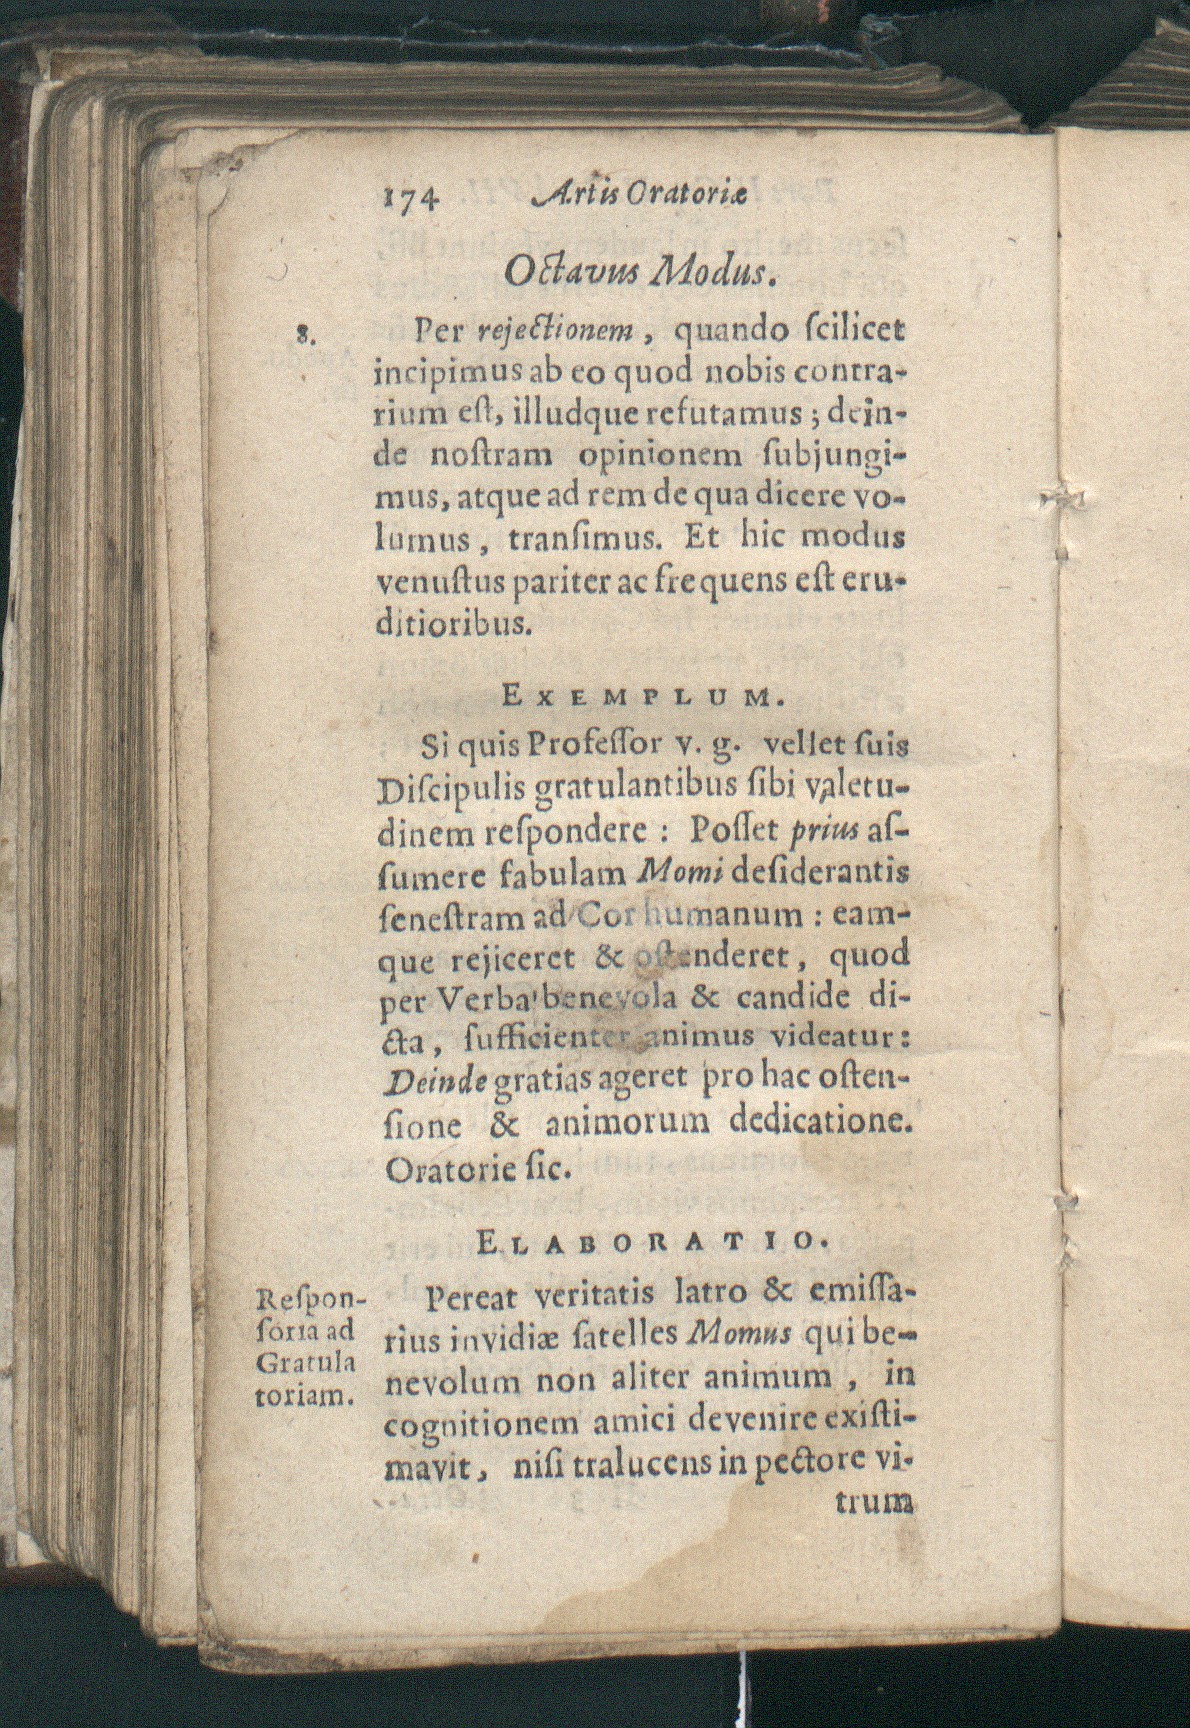 174 Artis Oratoriæ
Octavus Modus.
8. Per rejectionem, quando ſcilicet
incipimus ab eo quod nobis contra-
rium eſt, illudque refutamus; dein-
de noſtram opinionem ſubjungi-
mus, atque ad rem de qua dicere vo-
lumus, tranſimus. Et hic modus
venuſtus pariter ac frequens eſt eru-
ditioribus.
EXEMPLUM.
Si quis Profeſſor v. g. vellet ſuis
Diſcipulis gratulantibus ſibi valetu-
dinem reſpondere: Poſſet prius aſ-
ſumere fabulam Momi deſiderantis
feneſtram ad Cor humanum: eam-
que rejiceret & oſtenderet, quod
per Verba benevola & candide di-
cta, ſufficienter animus videatur:
Deinde gratias ageret pro hac oſten-
ſione & animorum dedicatione.
Oratorie ſic.
ELABORATIO.
Reſpon-
ſoria ad
Gratula
toriam.
Pereat veritatis latro & emiſſa-
rius invidiæ ſatelles Momus qui be-
nevolum non aliter animum, in
cognitionem amici devenire exiſti-
mavit, niſi tralucens in pectore vi-
trum